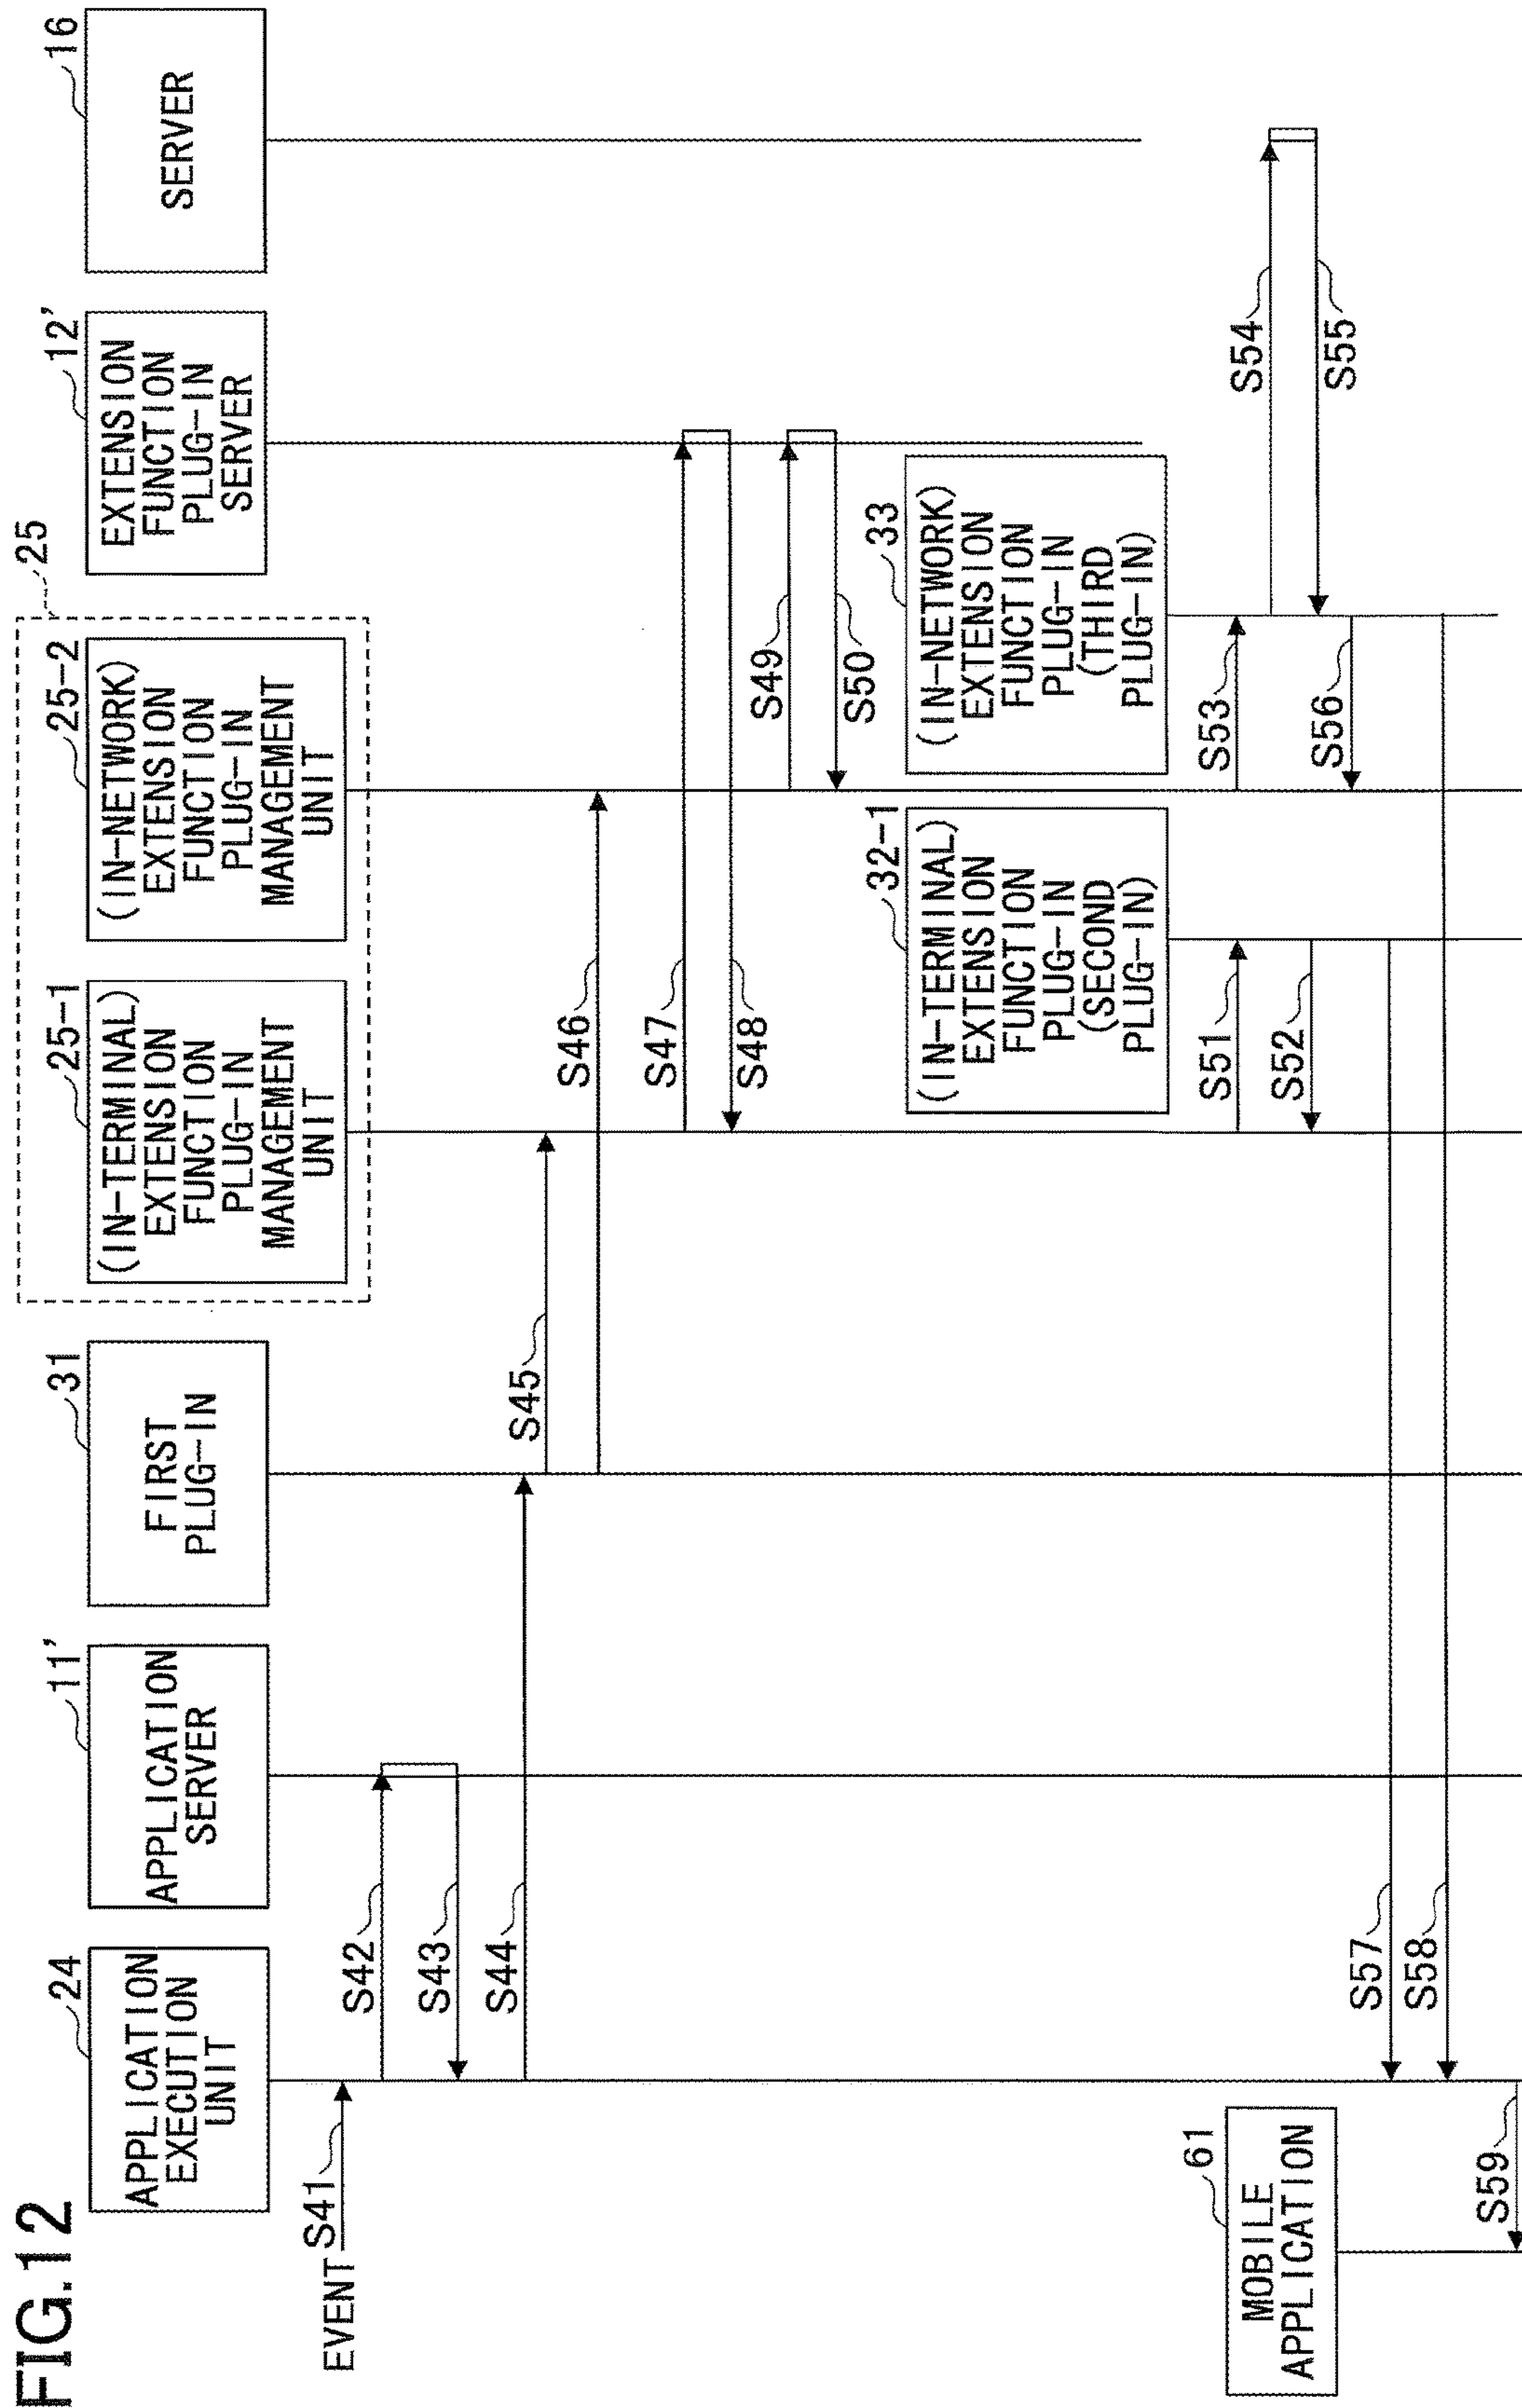 FIG.12
24
APPLICATION
EXECUTION
UNIT
11'
APPLICATION
SERVER
31
FIRST
PLUG-IN
25
25-1
(IN-TERMINAL)
EXTENSION
FUNCTION
PLUG-IN
MANAGEMENT
UNIT
25-2
(IN-NETWORK)
EXTENSION
FUNCTION
PLUG-IN
MANAGEMENT
UNIT
12'
EXTENSION
FUNCTION
PLUG-IN
SERVER
16
SERVER
EVENT
S41
S42
S43
S44
S45
S46
S47
S48
S49
S50
32-1
(IN-TERMINAL)
EXTENSION
FUNCTION
PLUG-IN
(SECOND
PLUG-IN)
33
(IN-NETWORK)
EXTENSION
FUNCTION
PLUG-IN
(THIRD
PLUG-IN)
S51
S52
S53
S54
S55
S56
S57
S58
61
MOBILE
APPLICATION
S59